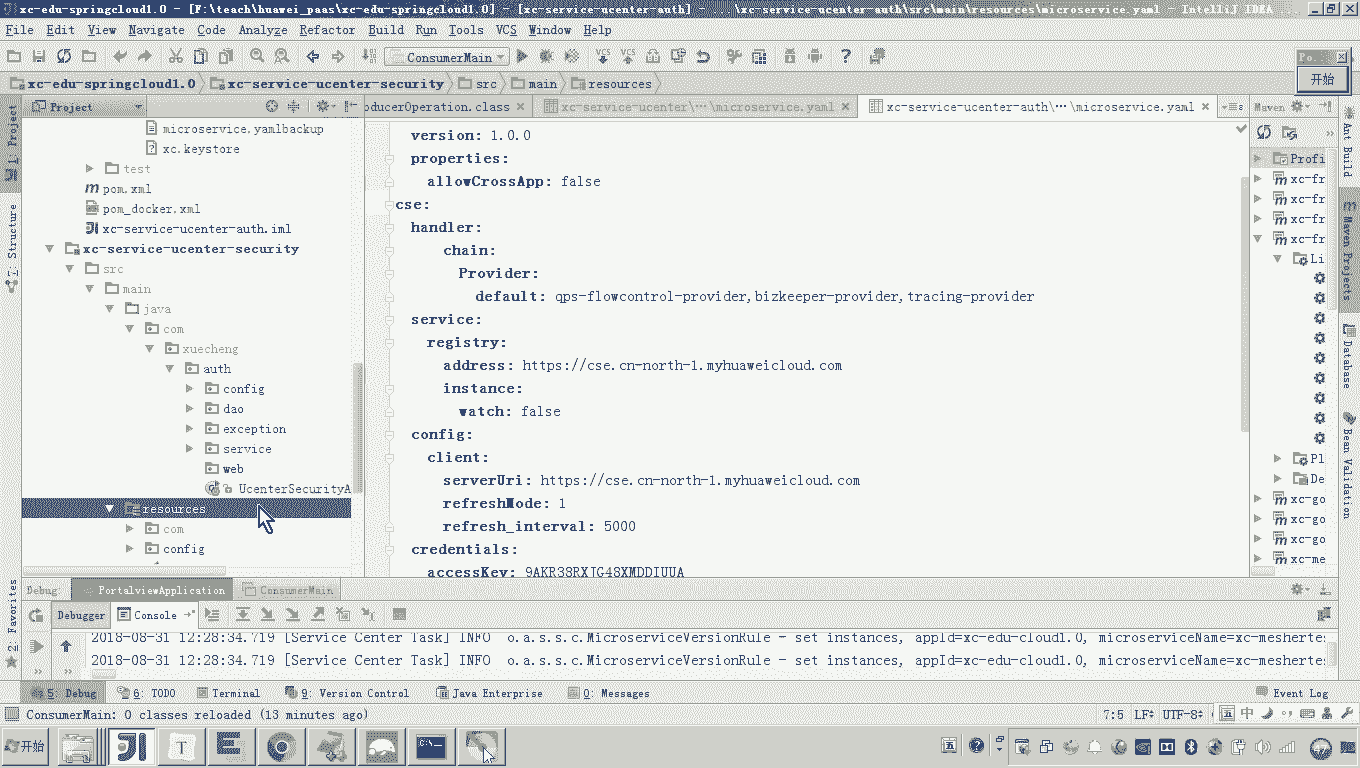 xc-edu-springcloud1.0 - [F:\teach\huawei_paas\xc-edu-springcloud1.0] - [xc-service-ucenter-auth] - ...\xc-service-ucenter-auth\src\main\resources\microservice.yaml - IntelliJ IDEA
File Edit View Navigate Code Analyze Refactor Build Run Tools VCS Window Help
ConsumerMain
VCS VCS
Po.
开始
xc-edu-springcloud1.0 xc-service-ucenter-security src main resources
Project oducerOperation.class xc-service-ucenter\...\microservice.yaml xc-service-ucenter-auth\...\microservice.yaml Maven
microservice.yamlbackup
xc.keystore
test
pom.xml
pom_docker.xml
xc-service-ucenter-auth.iml
xc-service-ucenter-security
src
main
java
com
xuecheng
auth
config
dao
exception
service
web
UcenterSecurityA
resources
com
config
version: 1.0.0
properties:
allowCrossApp: false
cse:
handler:
chain:
Provider:
default: qps-flowcontrol-provider,bizkeeper-provider,tracing-provider
service:
registry:
address: https://cse.cn-north-1.myhuaweicloud.com
instance:
watch: false
config:
client:
serverUri: https://cse.cn-north-1.myhuaweicloud.com
refreshMode: 1
refresh_interval: 5000
credentials:
Profi
xc-fr
xc-fr
xc-fr
xc-fr
Li
Pl
De
xc-go
xc-go
xc-go
xc-me
1: Project
7: Structure
2: Favorites
Ant Build
Maven Projects
Database
Bean Validation
Debug PortalviewApplication ConsumerMain
Debugger Console
2018-08-31 12:28:34.719 [Service Center Task] INFO o.a.s.s.c.MicroserviceVersionRule - set instances, appId=xc-edu-cloud1.0, microserviceName=xc-meshertes
2018-08-31 12:28:34.719 [Service Center Task] INFO o.a.s.s.c.MicroserviceVersionRule - set instances, appId=xc-edu-cloud1.0, microserviceName=xc-meshertes
5: Debug 6: TODO Terminal 9: Version Control Java Enterprise 0: Messages Event Log
ConsumerMain: 0 classes reloaded (13 minutes ago) 7:5 LF UTF-8 五 中
开始 五